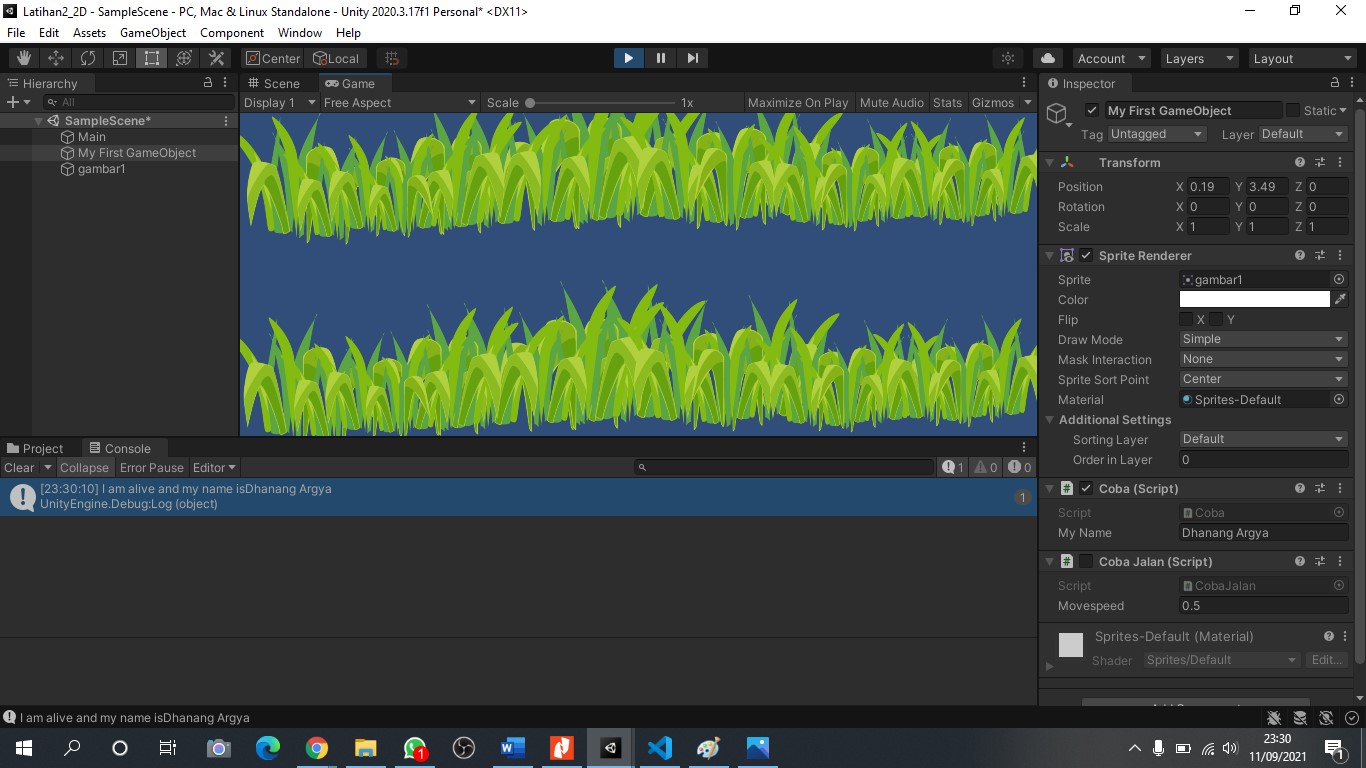 Latihan2_2D - SampleScene - PC, Mac & Linux Standalone - Unity 2020.3.17f1 Personal* <DX11>
File Edit Assets GameObject Component Window Help
Center Local Account Layers Layout
Hierarchy
All
SampleScene*
Main
My First GameObject
gambar1
Scene Game
Display 1 Free Aspect Scale 1x Maximize On Play Mute Audio Stats Gizmos
Inspector
My First GameObject Static
Tag Untagged Layer Default
Transform
Position X 0.19 Y 3.49 Z 0
Rotation X 0 Y 0 Z 0
Scale X 1 Y 1 Z 1
Sprite Renderer
Sprite gambar1
Color
Flip X Y
Draw Mode Simple
Mask Interaction None
Sprite Sort Point Center
Material Sprites-Default
Additional Settings
Sorting Layer Default
Order in Layer 0
Coba (Script)
Script Coba
My Name Dhanang Argya
Coba Jalan (Script)
Script CobaJalan
Movespeed 0.5
Sprites-Default (Material)
Shader Sprites/Default Edit...
Project Console
Clear Collapse Error Pause Editor 1 0 0
[23:30:10] I am alive and my name isDhanang Argya
UnityEngine.Debug:Log (object)
1
I am alive and my name isDhanang Argya
1
23:30
11/09/2021
1